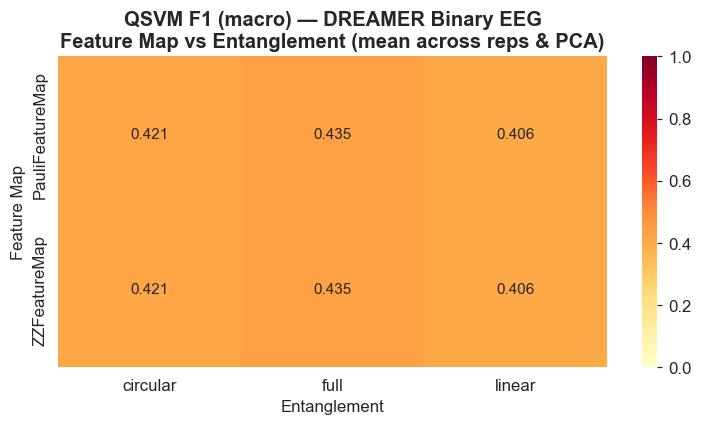 QSVM F1 (macro) — DREAMER Binary EEG
Feature Map vs Entanglement (mean across reps & PCA)
Feature Map
PauliFeatureMap
0.421
0.435
0.406
ZZFeatureMap
0.421
0.435
0.406
circular
full
linear
Entanglement
1.0
0.8
0.6
0.4
0.2
0.0